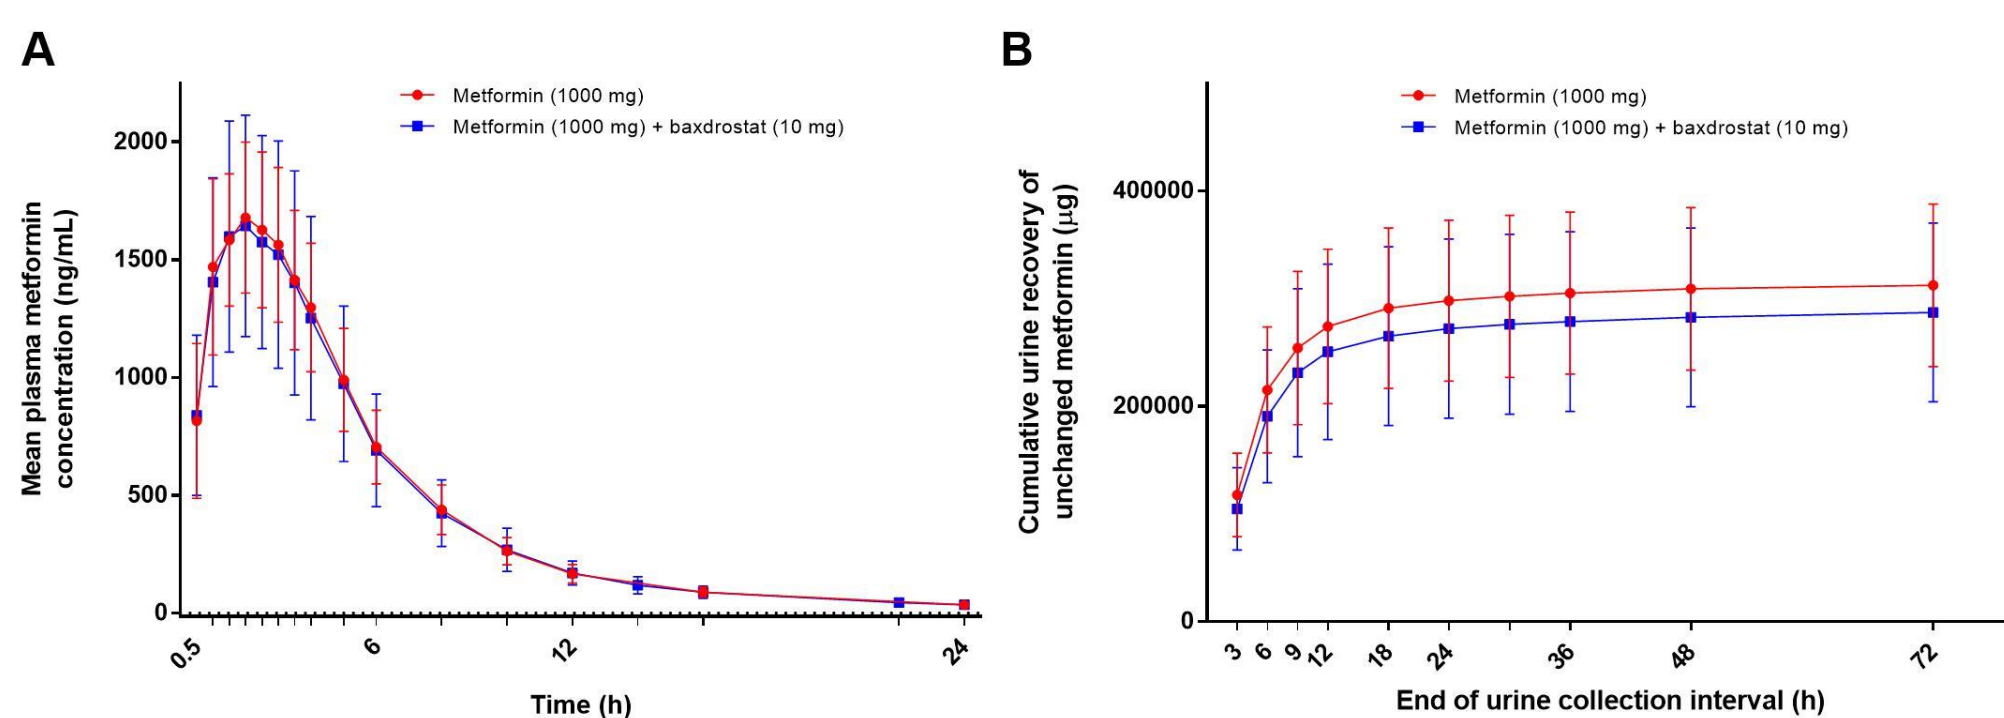 A
Metformin (1000 mg)
Metformin (1000 mg) + baxdrostat (10 mg)
Mean plasma metformin
concentration (ng/mL)
2000
1500
1000
500
0
0.5
6
12
24
Time (h)
B
Metformin (1000 mg)
Metformin (1000 mg) + baxdrostat (10 mg)
Cumulative urine recovery of
unchanged metformin (µg)
400000
200000
0
3
6
9
12
18
24
36
48
72
End of urine collection interval (h)